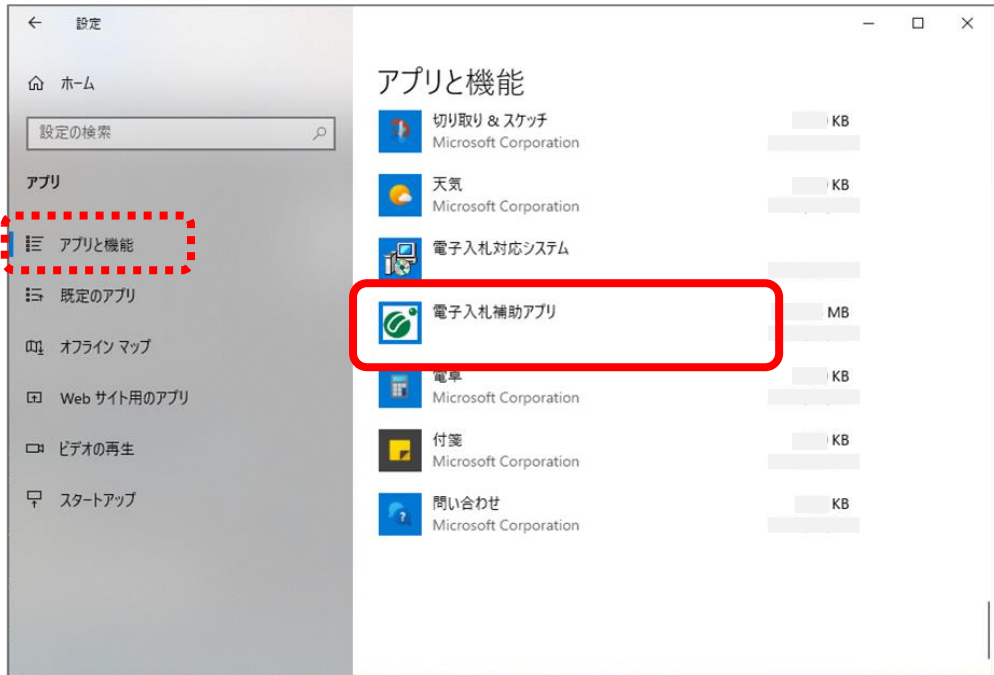 設定
ホーム
設定の検索
アプリ
アプリと機能
既定のアプリ
オフライン マップ
Web サイト用のアプリ
ビデオの再生
スタートアップ
アプリと機能
切り取り & スケッチ
KB
Microsoft Corporation
天気
KB
Microsoft Corporation
電子入札対応システム
電子入札補助アプリ
MB
電卓
KB
Microsoft Corporation
付箋
KB
Microsoft Corporation
問い合わせ
KB
Microsoft Corporation